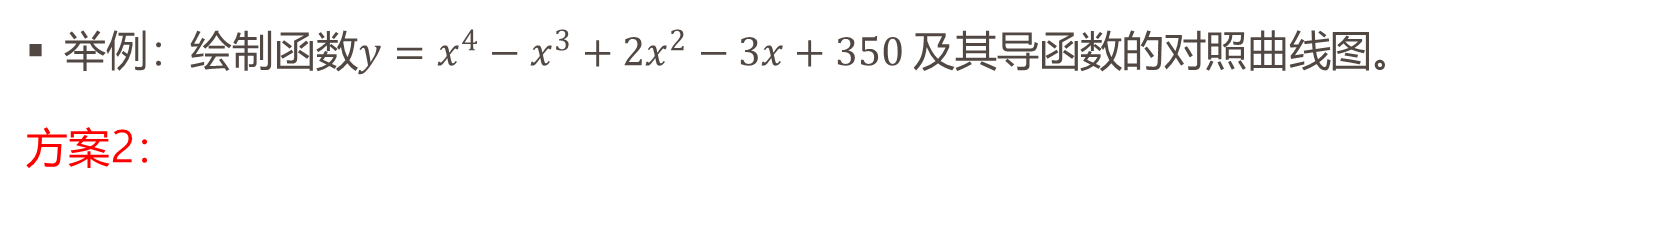 ▪ 举例：绘制函数𝑦 = 𝑥⁴ − 𝑥³ + 2𝑥² − 3𝑥 + 350 及其导函数的对照曲线图。
方案2：